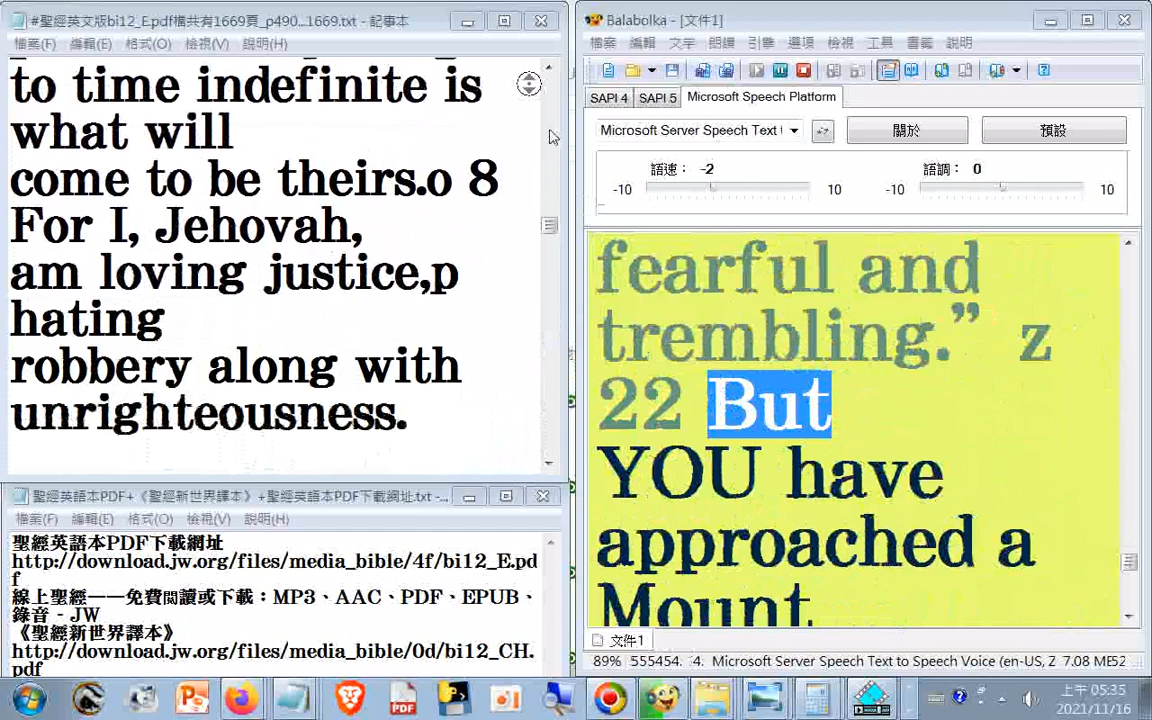 #聖經英文版bi12_E.pdf檔共有1669頁_p490...1669.txt - 記事本
檔案(F) 編輯(E) 格式(O) 檢視(V) 說明(H)
to time indefinite is
what will
come to be theirs.o 8
For I, Jehovah,
am loving justice,p
hating
robbery along with
unrighteousness.
聖經英語本PDF+《聖經新世界譯本》+聖經英語本PDF下載網址.txt -...
檔案(F) 編輯(E) 格式(O) 檢視(V) 說明(H)
聖經英語本PDF下載網址
http://download.jw.org/files/media_bible/4f/bi12_E.pd
f
線上聖經——免費閱讀或下載：MP3、AAC、PDF、EPUB、
錄音 - JW
《聖經新世界譯本》
http://download.jw.org/files/media_bible/0d/bi12_CH.
pdf
Balabolka - [文件1]
檔案 編輯 文字 朗讀 引擎 選項 檢視 工具 書籤 說明
SAPI 4 SAPI 5 Microsoft Speech Platform
Microsoft Server Speech Text 關於 預設
語速： -2 語調： 0
-10 10 -10 10
fearful and
trembling.” z
22 But
YOU have
approached a
Mount
文件1
89% 555454. 4. Microsoft Server Speech Text to Speech Voice (en-US, Z 7.08 ME52
上午 05:35
2021/11/16